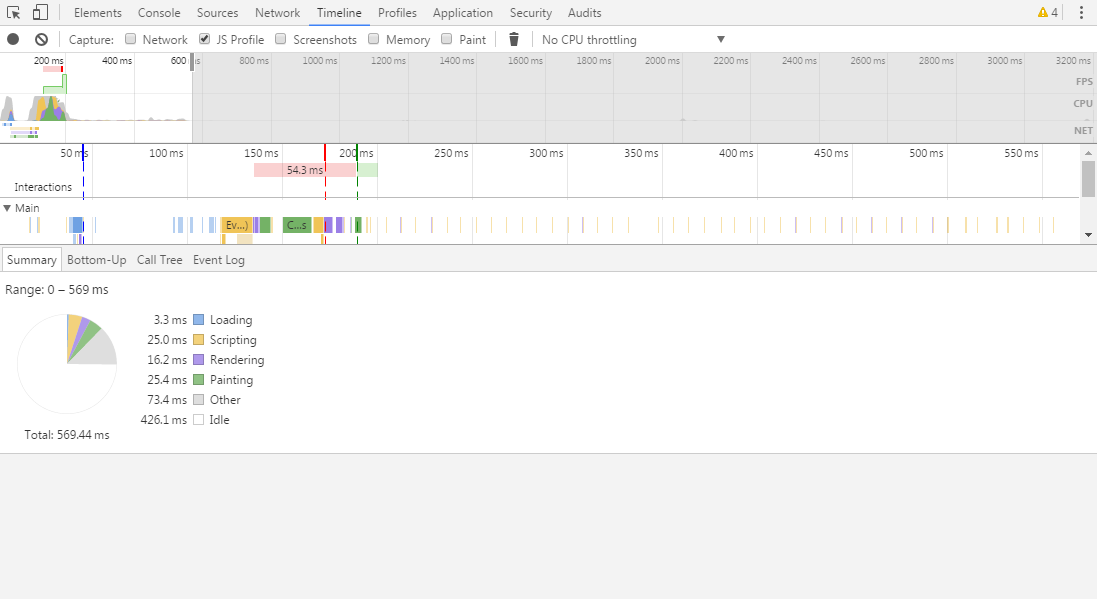 Elements Console Sources Network Timeline Profiles Application Security Audits 4
Capture: Network JS Profile Screenshots Memory Paint No CPU throttling
200 ms 400 ms 600 ms 800 ms 1000 ms 1200 ms 1400 ms 1600 ms 1800 ms 2000 ms 2200 ms 2400 ms 2600 ms 2800 ms 3000 ms 3200 ms
FPS
CPU
NET
50 ms 100 ms 150 ms 200 ms 250 ms 300 ms 350 ms 400 ms 450 ms 500 ms 550 ms
54.3 ms
Interactions
Main
Ev...) C...s
Summary Bottom-Up Call Tree Event Log
Range: 0 – 569 ms
3.3 ms Loading
25.0 ms Scripting
16.2 ms Rendering
25.4 ms Painting
73.4 ms Other
426.1 ms Idle
Total: 569.44 ms